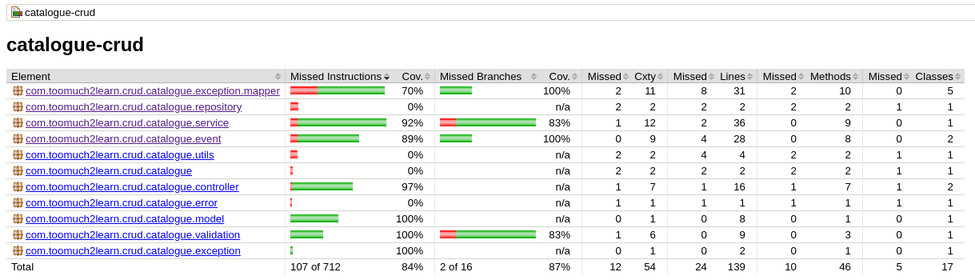 catalogue-crud
catalogue-crud
Element Missed Instructions Cov. Missed Branches Cov. Missed Cxty Missed Lines Missed Methods Missed Classes
com.toomuch2learn.crud.catalogue.exception.mapper 70% 100% 2 11 8 31 2 10 0 5
com.toomuch2learn.crud.catalogue.repository 0% n/a 2 2 2 2 2 2 1 1
com.toomuch2learn.crud.catalogue.service 92% 83% 1 12 2 36 0 9 0 1
com.toomuch2learn.crud.catalogue.event 89% 100% 0 9 4 28 0 8 0 2
com.toomuch2learn.crud.catalogue.utils 0% n/a 2 2 4 4 2 2 1 1
com.toomuch2learn.crud.catalogue 0% n/a 2 2 2 2 2 2 1 1
com.toomuch2learn.crud.catalogue.controller 97% n/a 1 7 1 16 1 7 1 2
com.toomuch2learn.crud.catalogue.error 0% n/a 1 1 1 1 1 1 1 1
com.toomuch2learn.crud.catalogue.model 100% n/a 0 1 0 8 0 1 0 1
com.toomuch2learn.crud.catalogue.validation 100% 83% 1 6 0 9 0 3 0 1
com.toomuch2learn.crud.catalogue.exception 100% n/a 0 1 0 2 0 1 0 1
Total 107 of 712 84% 2 of 16 87% 12 54 24 139 10 46 5 17